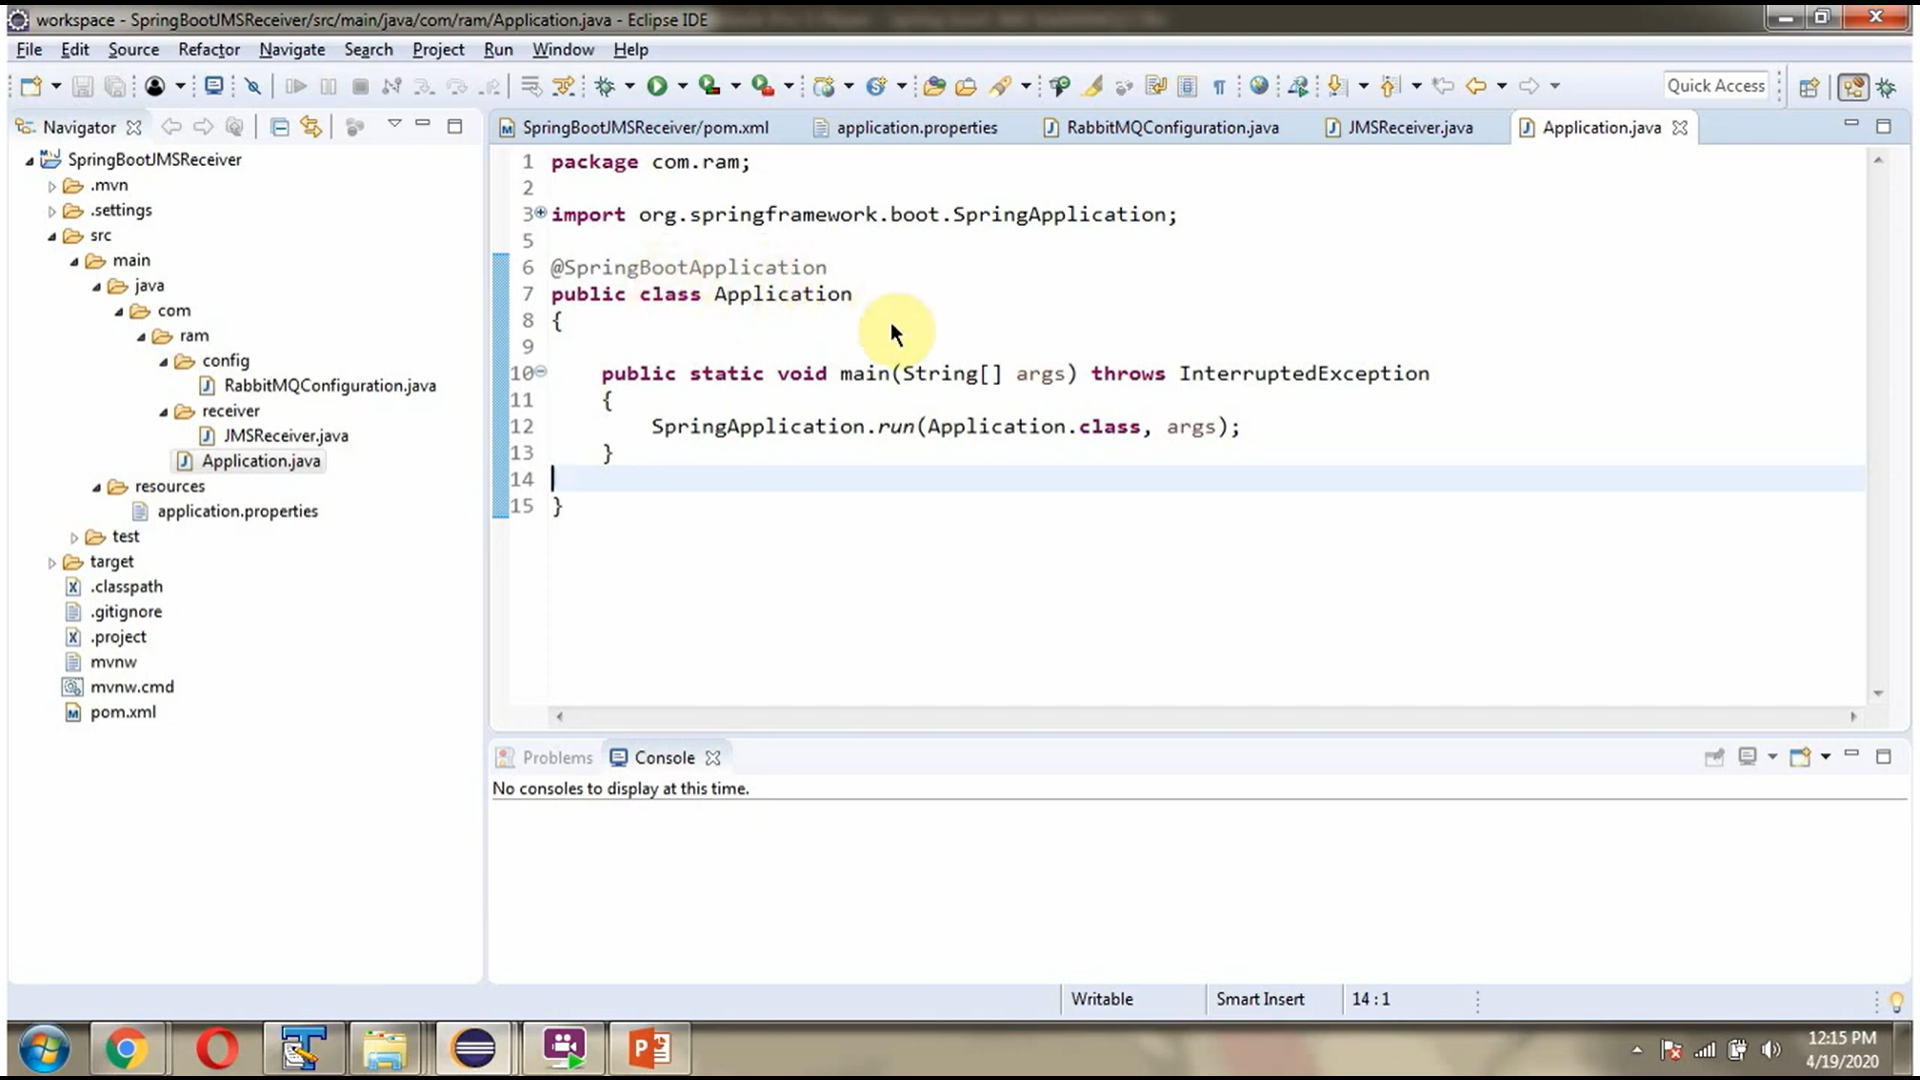 workspace - SpringBootJMSReceiver/src/main/java/com/ram/Application.java - Eclipse IDE
File Edit Source Refactor Navigate Search Project Run Window Help
Quick Access
Navigator
SpringBootJMSReceiver
.mvn
.settings
src
main
java
com
ram
config
RabbitMQConfiguration.java
receiver
JMSReceiver.java
Application.java
resources
application.properties
test
target
.classpath
.gitignore
.project
mvnw
mvnw.cmd
pom.xml
SpringBootJMSReceiver/pom.xml application.properties RabbitMQConfiguration.java JMSReceiver.java Application.java
1 package com.ram;
2
3 import org.springframework.boot.SpringApplication;
5
6 @SpringBootApplication
7 public class Application
8 {
9
10 public static void main(String[] args) throws InterruptedException
11 {
12 SpringApplication.run(Application.class, args);
13 }
14
15 }
Problems Console
No consoles to display at this time.
Writable Smart Insert 14 : 1
12:15 PM
4/19/2020